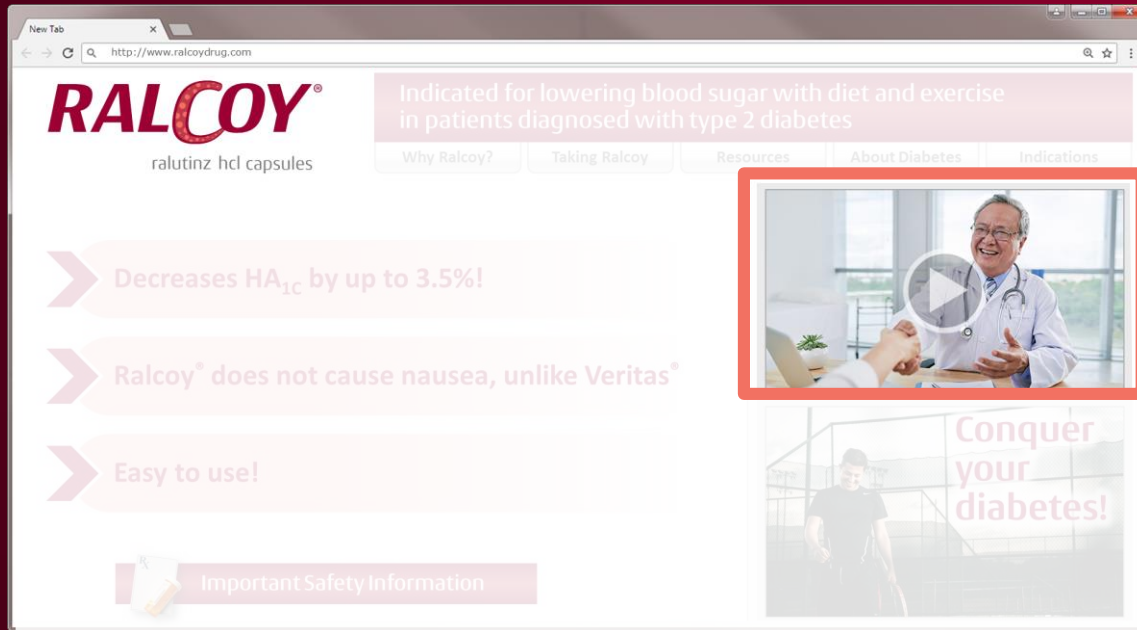 New Tab
http://www.ralcoydrug.com
RALCOY®
ralutinz hcl capsules
Indicated for lowering blood sugar with diet and exercise
in patients diagnosed with type 2 diabetes
Why Ralcoy?
Taking Ralcoy
Resources
About Diabetes
Indications
Decreases HA1C by up to 3.5%!
Ralcoy® does not cause nausea, unlike Veritas®
Easy to use!
Rx
Important Safety Information
Conquer
your
diabetes!